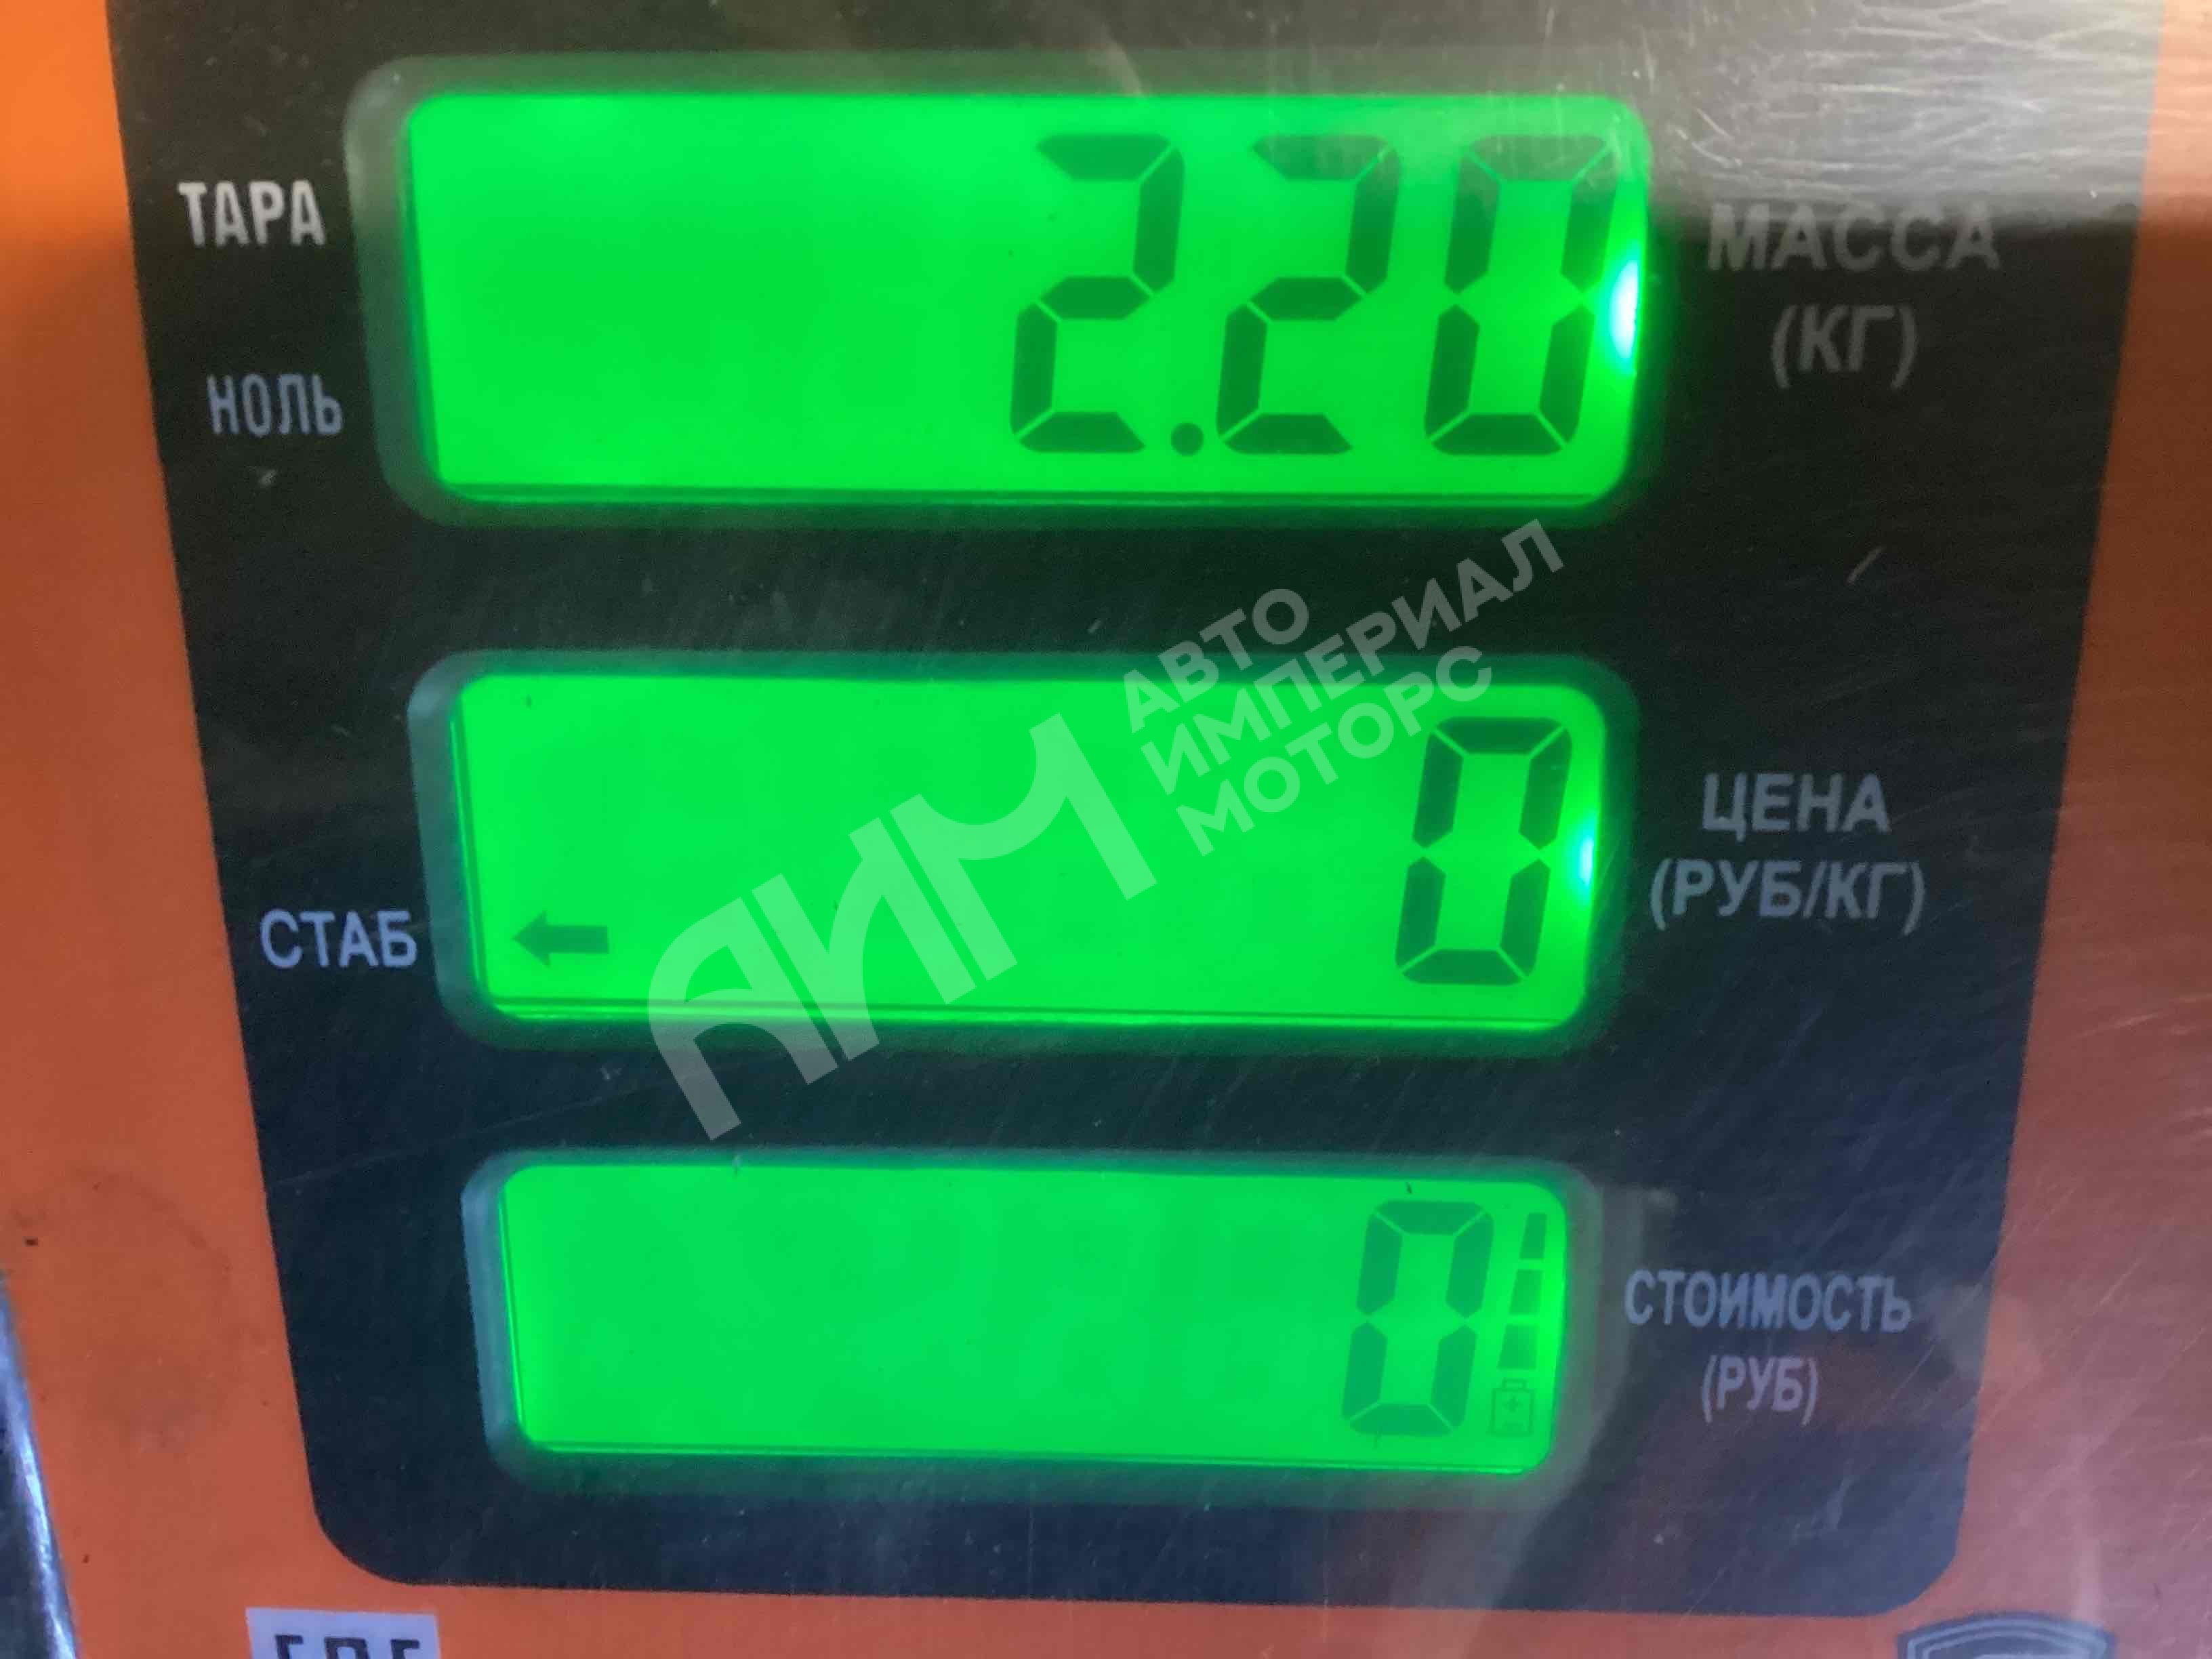 ТАРА
2.20
МАССА
(КГ)
НОЛЬ
АВТО
ИМПЕРИАЛ
МОТОРС
АИМ
0
ЦЕНА
(РУБ/КГ)
СТАБ
0
СТОИМОСТЬ
(РУБ)